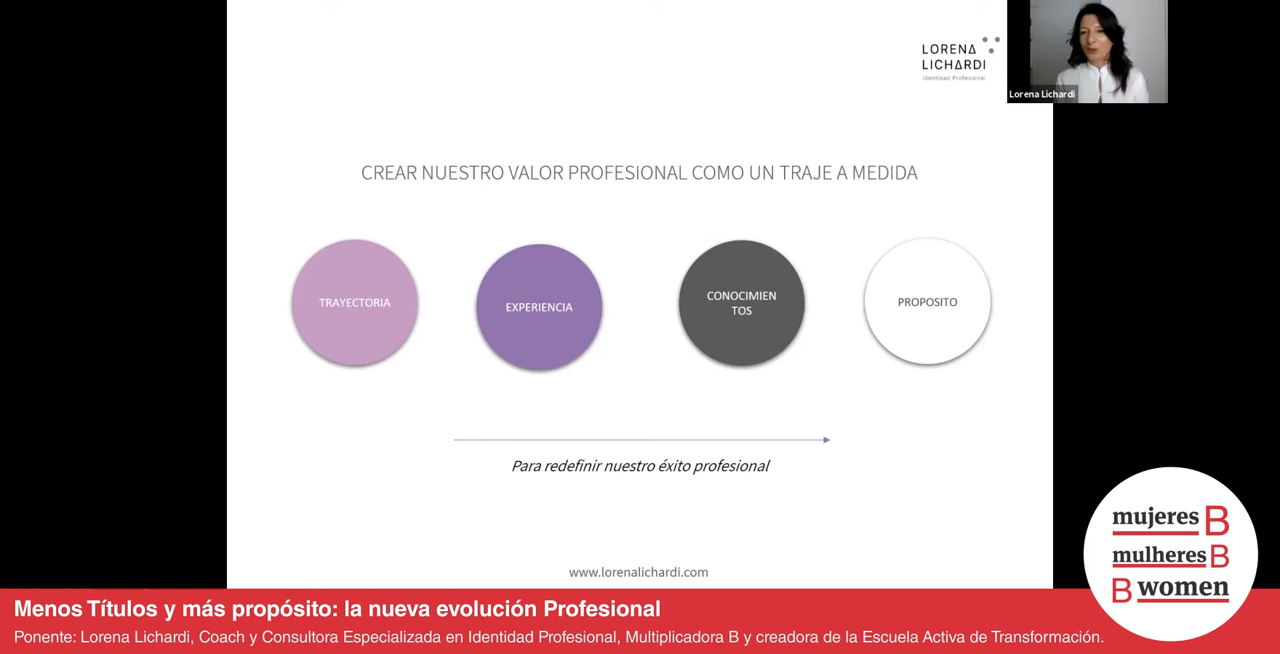 LORENA
LICHARDI
Identidad Profesional
Lorena Lichardi
CREAR NUESTRO VALOR PROFESIONAL COMO UN TRAJE A MEDIDA
TRAYECTORIA
EXPERIENCIA
CONOCIMIEN
TOS
PROPOSITO
Para redefinir nuestro éxito profesional
www.lorenalichardi.com
mujeres B
mulheres B
B women
Menos Títulos y más propósito: la nueva evolución Profesional
Ponente: Lorena Lichardi, Coach y Consultora Especializada en Identidad Profesional, Multiplicadora B y creadora de la Escuela Activa de Transformación.